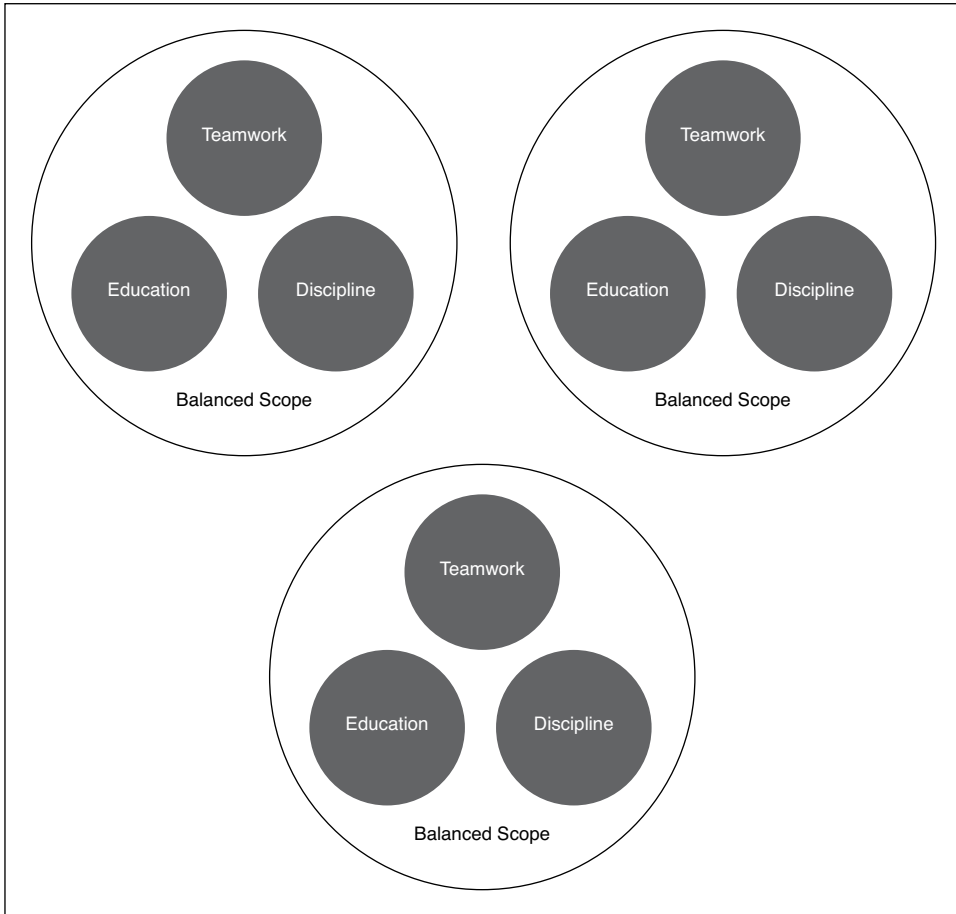 Teamwork
Education
Discipline
Balanced Scope
Teamwork
Education
Discipline
Balanced Scope
Teamwork
Education
Discipline
Balanced Scope